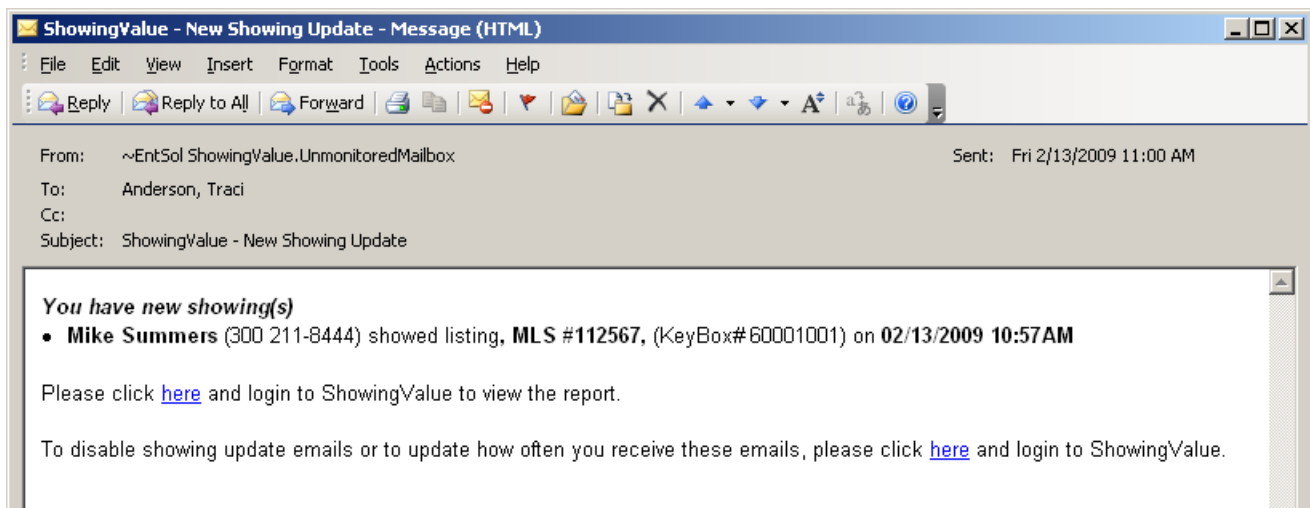 ShowingValue - New Showing Update - Message (HTML)
File Edit View Insert Format Tools Actions Help
Reply Reply to All Forward
From: ~EntSol ShowingValue.UnmonitoredMailbox Sent: Fri 2/13/2009 11:00 AM
To: Anderson, Traci
Cc:
Subject: ShowingValue - New Showing Update
You have new showing(s)
• Mike Summers (300 211-8444) showed listing, MLS #112567, (KeyBox#60001001) on 02/13/2009 10:57AM
Please click here and login to ShowingValue to view the report.
To disable showing update emails or to update how often you receive these emails, please click here and login to ShowingValue.